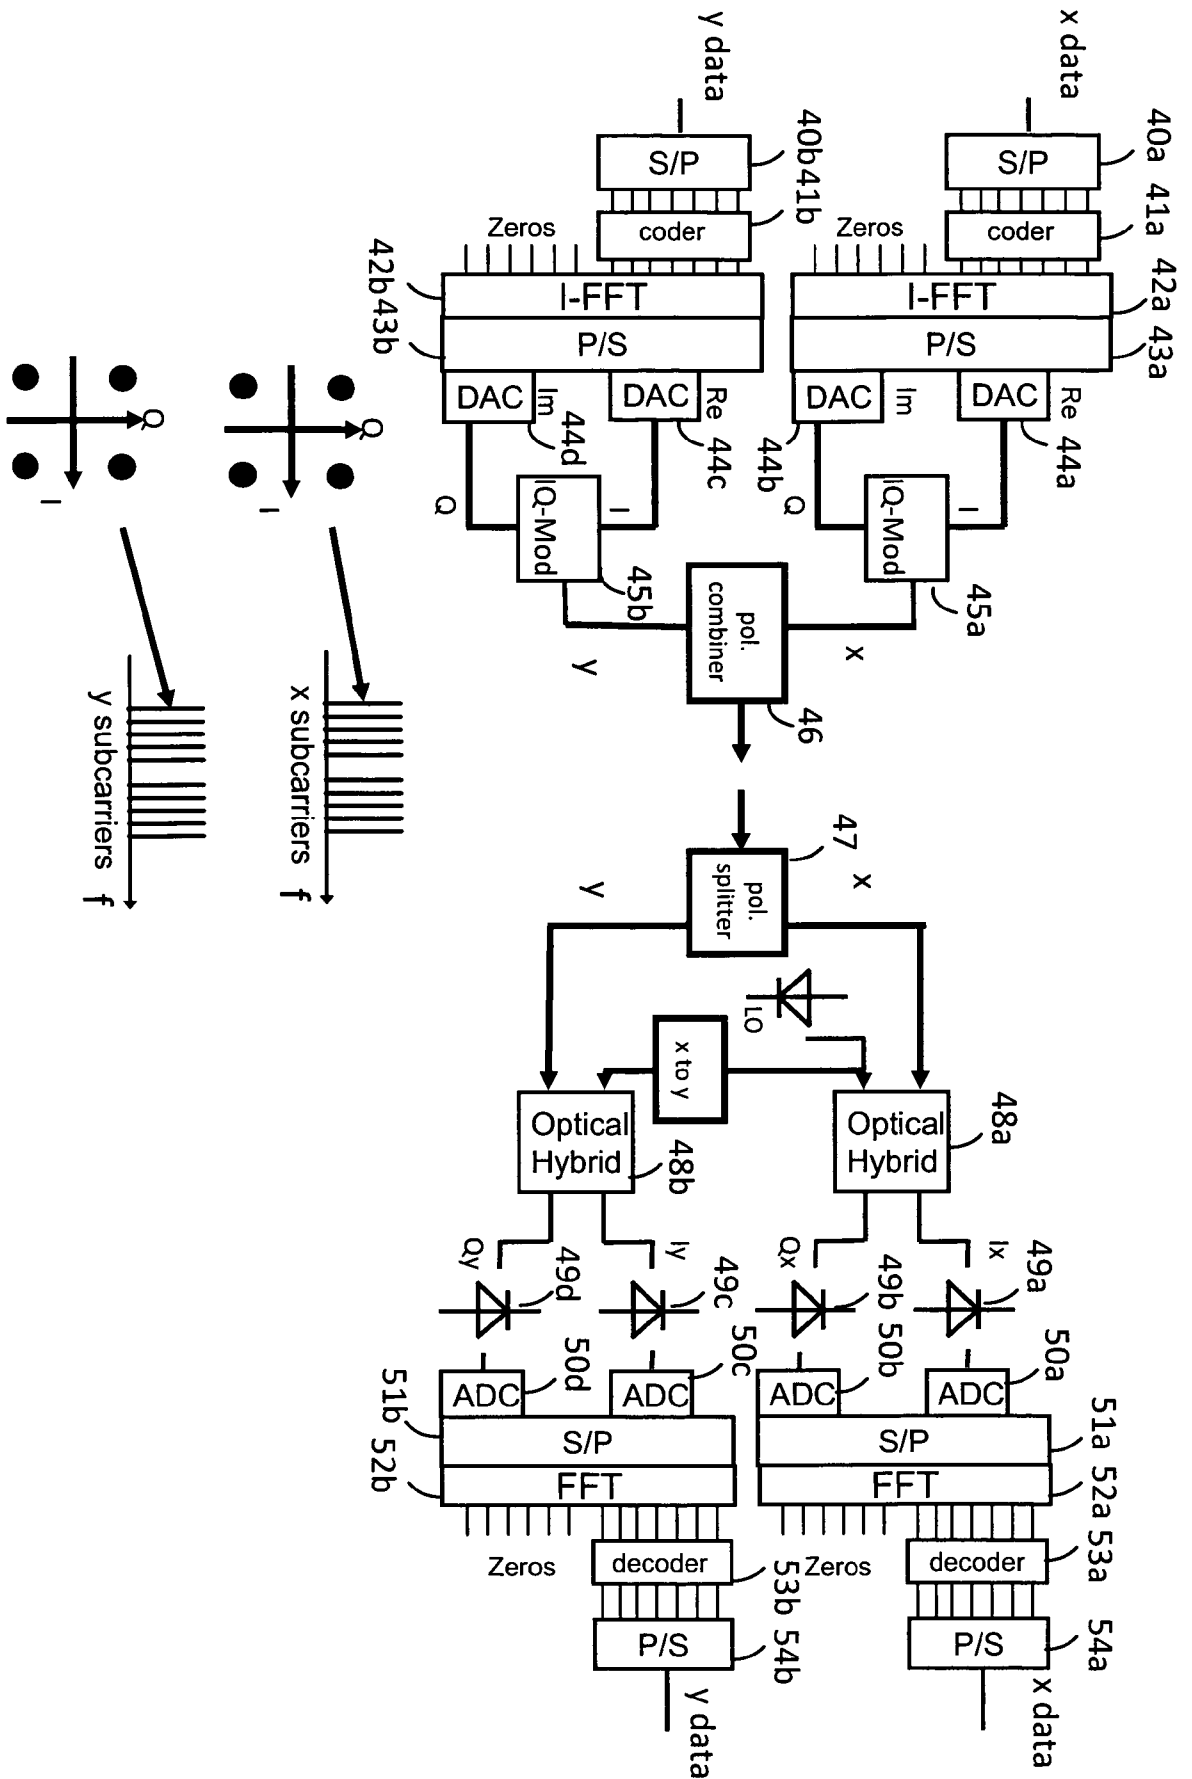 x data
40a
S/P
41a
coder
Zeros
42a
I-FFT
43a
P/S
Re
DAC
44a
Im
DAC
44b
I
Q
IQ-Mod
45a
x
y data
40b
S/P
41b
coder
Zeros
42b
I-FFT
43b
P/S
Re
DAC
44c
Im
DAC
44d
I
Q
IQ-Mod
45b
y
pol.
combiner
46
47
pol.
splitter
x
y
LO
x to y
48a
Optical
Hybrid
48b
Optical
Hybrid
Ix
49a
Qx
49b
Iy
49c
Qy
49d
50a
ADC
50b
ADC
50c
ADC
50d
ADC
51a
S/P
52a
FFT
Zeros
53a
decoder
54a
P/S
x data
51b
S/P
52b
FFT
Zeros
53b
decoder
54b
P/S
y data
Q
I
x subcarriers f
Q
I
y subcarriers f